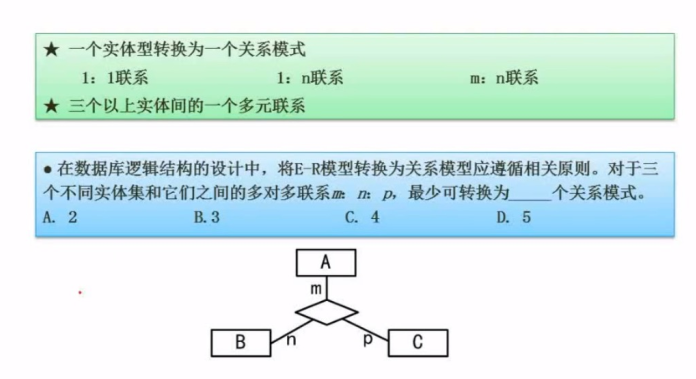 ★ 一个实体型转换为一个关系模式
1：1联系 1：n联系 m：n联系
★ 三个以上实体间的一个多元联系
● 在数据库逻辑结构的设计中，将E-R模型转换为关系模型应遵循相关原则。对于三
个不同实体集和它们之间的多对多联系m：n：p，最少可转换为_____个关系模式。
A. 2 B.3 C. 4 D. 5
A
m
B n p C